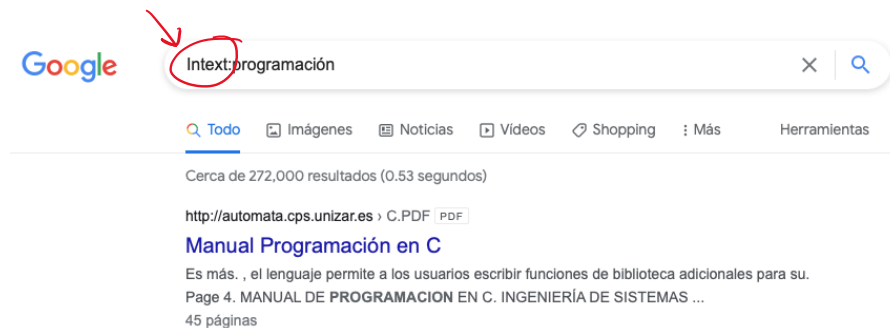 Google
Intext:programación
Todo Imágenes Noticias Vídeos Shopping Más Herramientas
Cerca de 272,000 resultados (0.53 segundos)
http://automata.cps.unizar.es › C.PDF PDF
Manual Programación en C
Es más. , el lenguaje permite a los usuarios escribir funciones de biblioteca adicionales para su.
Page 4. MANUAL DE PROGRAMACION EN C. INGENIERÍA DE SISTEMAS ...
45 páginas